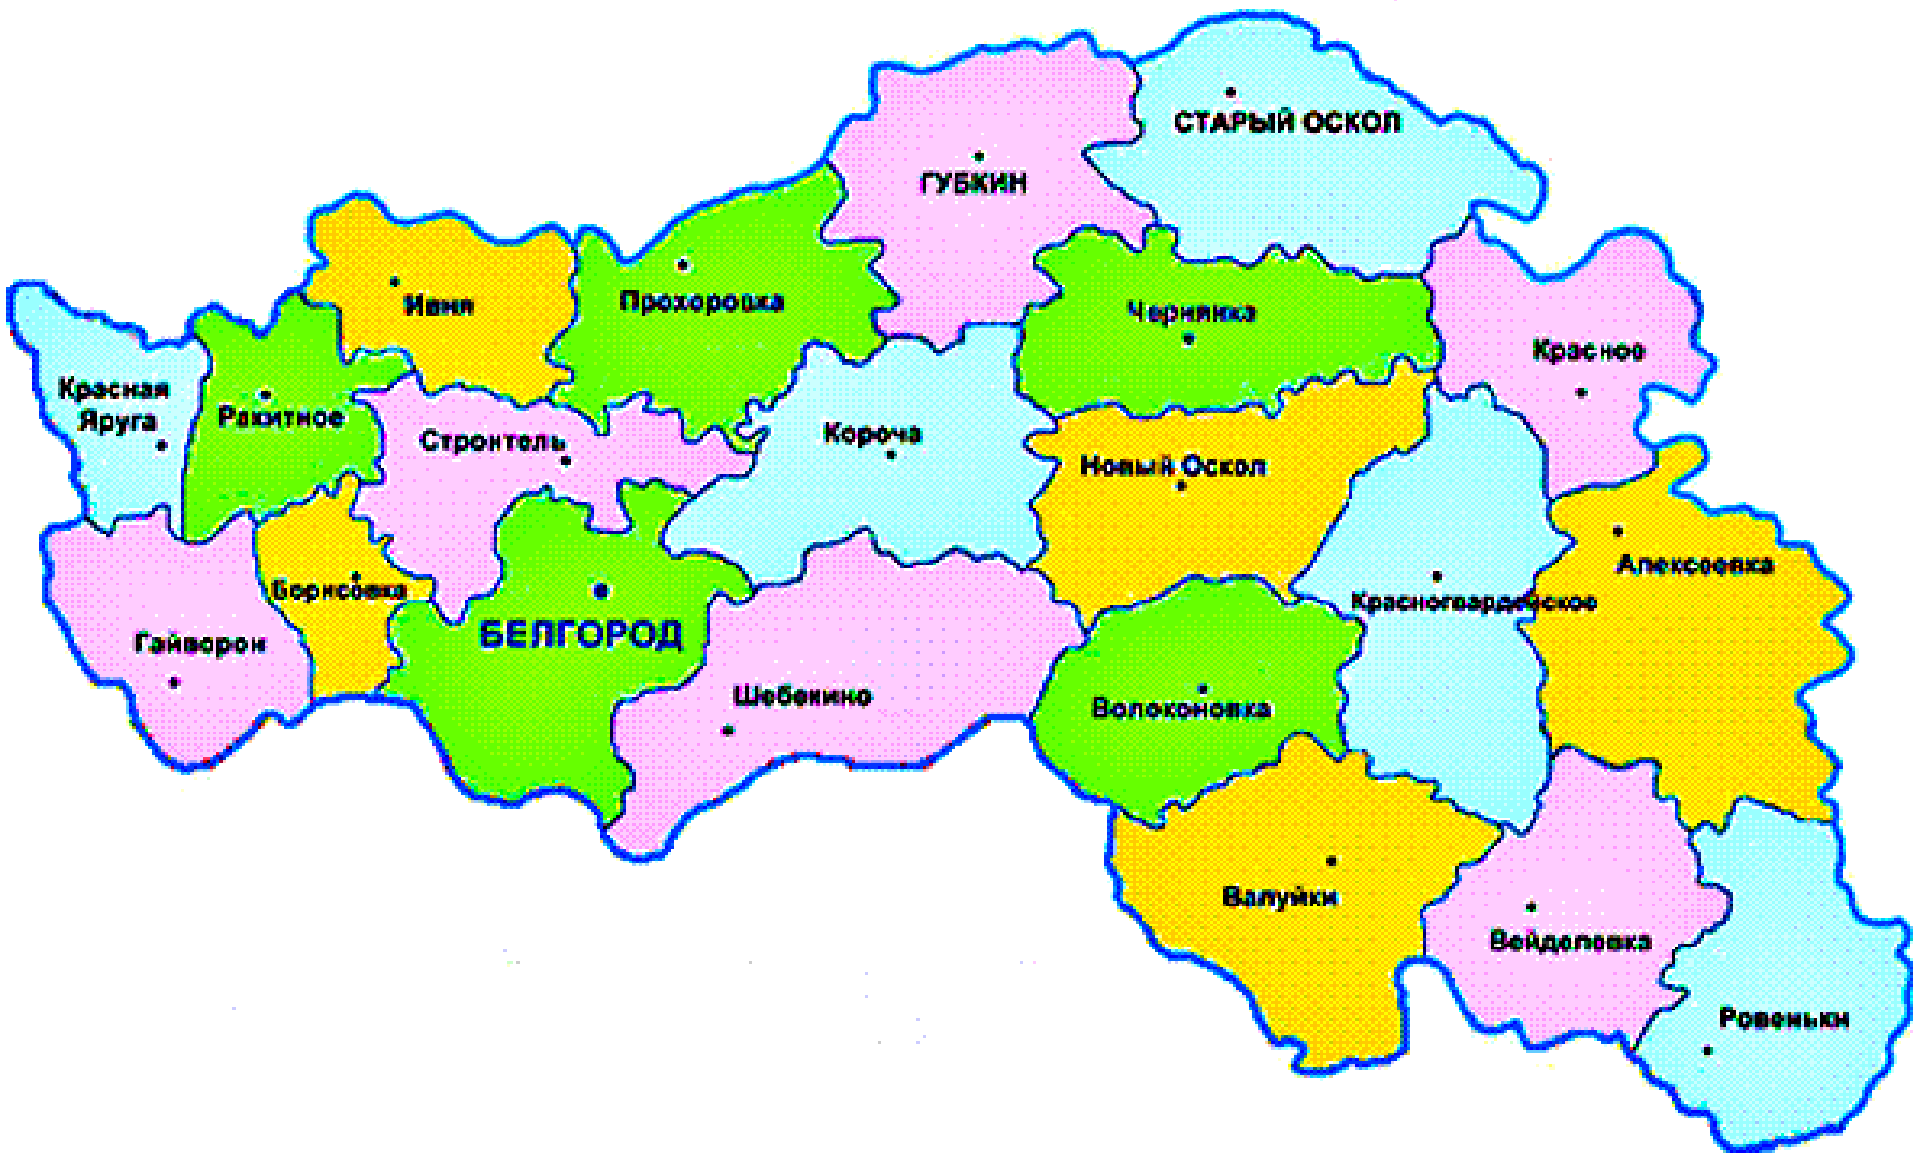 СТАРЫЙ ОСКОЛ
ГУБКИН
Ивня
Прохоровка
Чернянка
Красное
Красная
Яруга
Ракитное
Строитель
Короча
Новый Оскол
Алексеевка
Борисовка
Красногвардейское
Гайворон
БЕЛГОРОД
Шебекино
Волоконовка
Валуйки
Вейделевка
Ровеньки